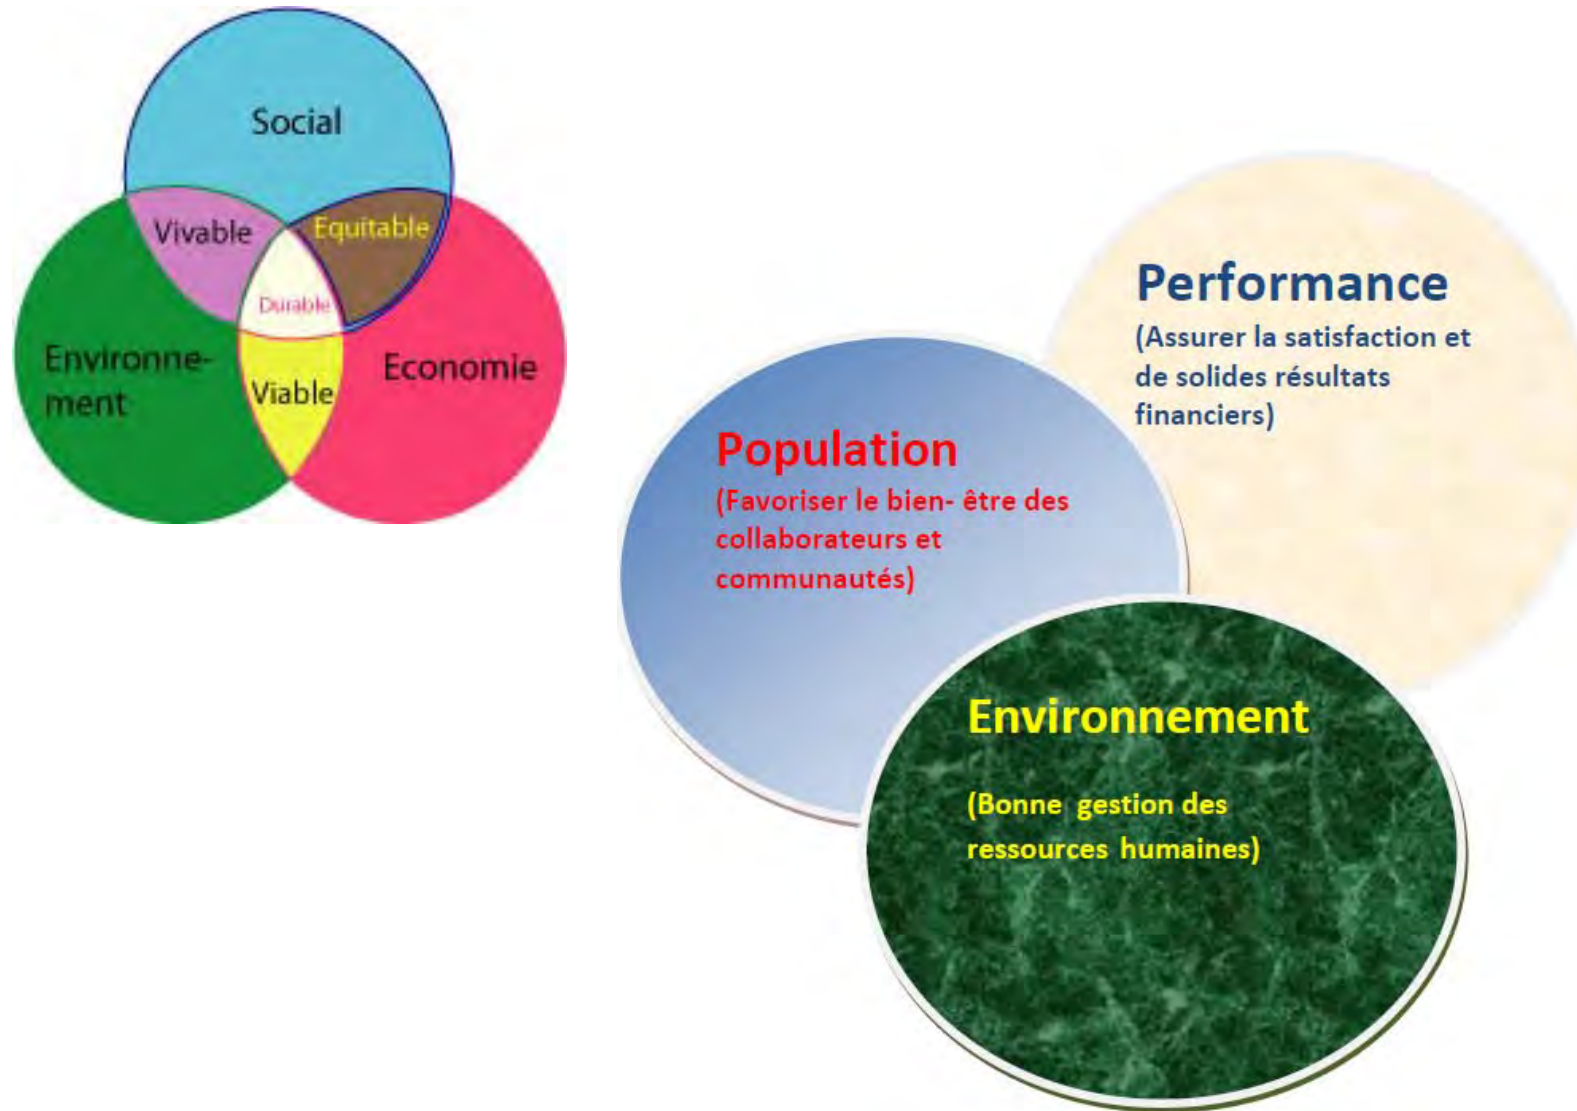 Social
Vivable
Equitable
Durable
Environne-
ment
Viable
Economie
Performance
(Assurer la satisfaction et
de solides résultats
financiers)
Population
(Favoriser le bien- être des
collaborateurs et
communautés)
Environnement
(Bonne gestion des
ressources humaines)